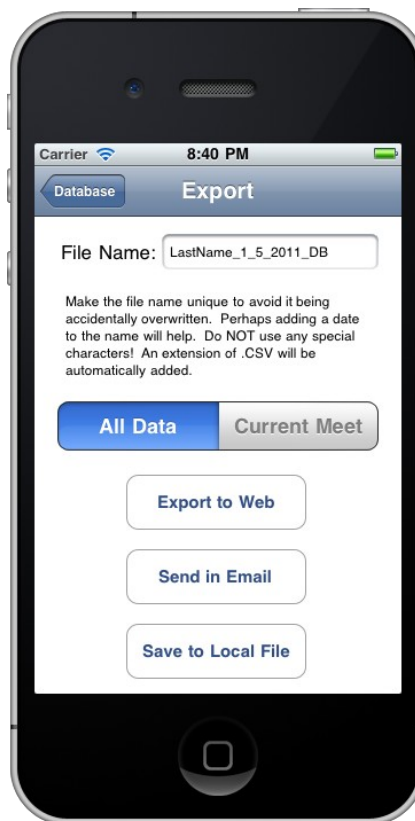 Carrier 8:40 PM
Database Export
File Name: LastName_1_5_2011_DB
Make the file name unique to avoid it being
accidentally overwritten.  Perhaps adding a date
to the name will help.  Do NOT use any special
characters!  An extension of .CSV will be
automatically added.
All Data Current Meet
Export to Web
Send in Email
Save to Local File